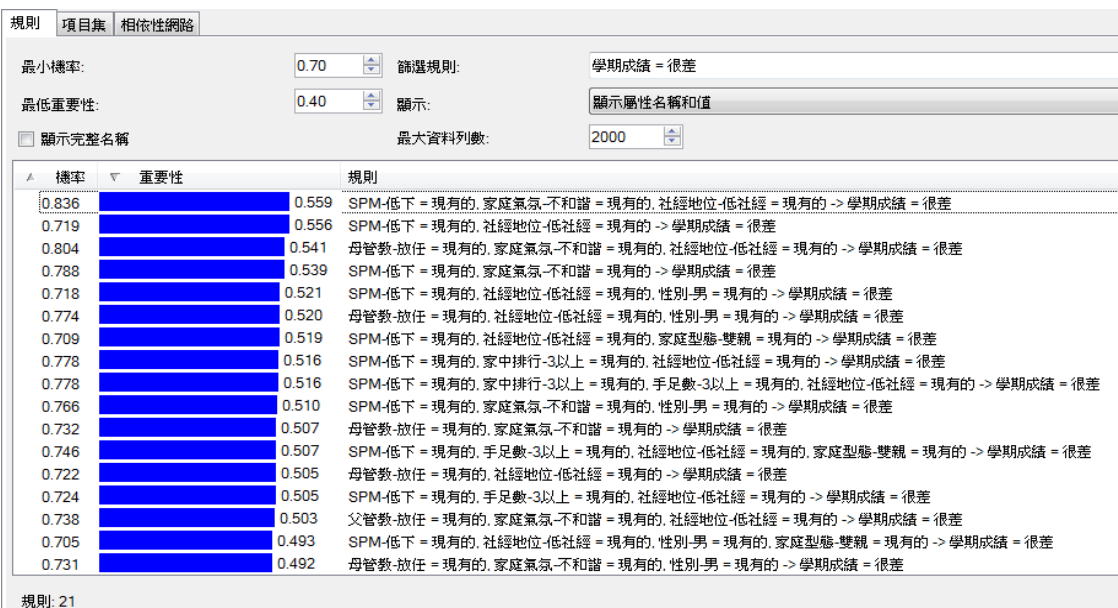 規則 項目集 相依性網路
最小機率: 0.70 篩選規則: 學期成績 = 很差
最低重要性: 0.40 顯示: 顯示屬性名稱和值
顯示完整名稱 最大資料列數: 2000
機率 重要性 規則
0.836 0.559 SPM-低下 = 現有的, 家庭氣氛-不和諧 = 現有的, 社經地位-低社經 = 現有的 -> 學期成績 = 很差
0.719 0.556 SPM-低下 = 現有的, 社經地位-低社經 = 現有的 -> 學期成績 = 很差
0.804 0.541 母管教-放任 = 現有的, 家庭氣氛-不和諧 = 現有的, 社經地位-低社經 = 現有的 -> 學期成績 = 很差
0.788 0.539 SPM-低下 = 現有的, 家庭氣氛-不和諧 = 現有的 -> 學期成績 = 很差
0.718 0.521 SPM-低下 = 現有的, 社經地位-低社經 = 現有的, 性別-男 = 現有的 -> 學期成績 = 很差
0.774 0.520 母管教-放任 = 現有的, 社經地位-低社經 = 現有的, 性別-男 = 現有的 -> 學期成績 = 很差
0.709 0.519 SPM-低下 = 現有的, 社經地位-低社經 = 現有的, 家庭型態-雙親 = 現有的 -> 學期成績 = 很差
0.778 0.516 SPM-低下 = 現有的, 家中排行-3以上 = 現有的, 社經地位-低社經 = 現有的 -> 學期成績 = 很差
0.778 0.516 SPM-低下 = 現有的, 家中排行-3以上 = 現有的, 手足數-3以上 = 現有的, 社經地位-低社經 = 現有的 -> 學期成績 = 很差
0.766 0.510 SPM-低下 = 現有的, 家庭氣氛-不和諧 = 現有的, 性別-男 = 現有的 -> 學期成績 = 很差
0.732 0.507 母管教-放任 = 現有的, 家庭氣氛-不和諧 = 現有的 -> 學期成績 = 很差
0.746 0.507 SPM-低下 = 現有的, 手足數-3以上 = 現有的, 社經地位-低社經 = 現有的, 家庭型態-雙親 = 現有的 -> 學期成績 = 很差
0.722 0.505 母管教-放任 = 現有的, 社經地位-低社經 = 現有的 -> 學期成績 = 很差
0.724 0.505 SPM-低下 = 現有的, 手足數-3以上 = 現有的, 社經地位-低社經 = 現有的 -> 學期成績 = 很差
0.738 0.503 父管教-放任 = 現有的, 家庭氣氛-不和諧 = 現有的, 社經地位-低社經 = 現有的 -> 學期成績 = 很差
0.705 0.493 SPM-低下 = 現有的, 社經地位-低社經 = 現有的, 性別-男 = 現有的, 家庭型態-雙親 = 現有的 -> 學期成績 = 很差
0.731 0.492 母管教-放任 = 現有的, 家庭氣氛-不和諧 = 現有的, 性別-男 = 現有的 -> 學期成績 = 很差
規則: 21